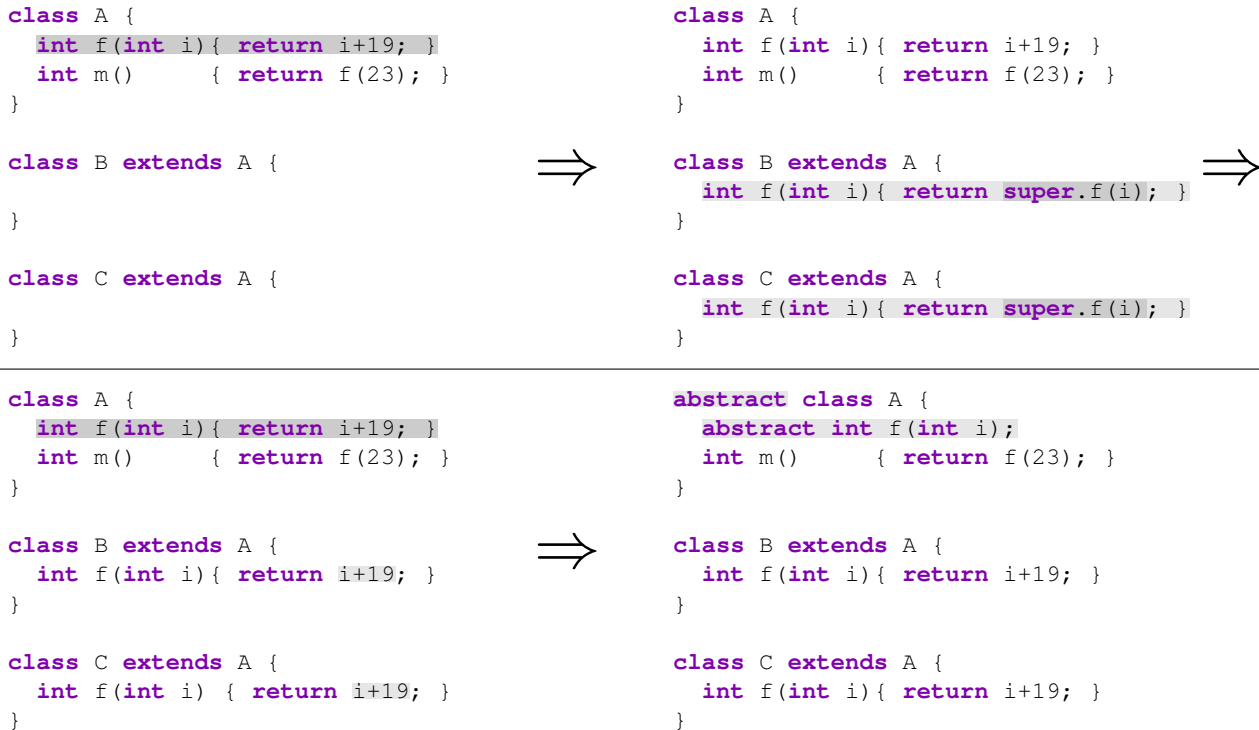 class A {
  int f(int i){ return i+19; }
  int m()     { return f(23); }
}
class B extends A {
}
class C extends A {
}
⇒
class A {
  int f(int i){ return i+19; }
  int m()     { return f(23); }
}
class B extends A {
  int f(int i){ return super.f(i); }
}
class C extends A {
  int f(int i){ return super.f(i); }
}
⇒
class A {
  int f(int i){ return i+19; }
  int m()     { return f(23); }
}
class B extends A {
  int f(int i){ return i+19; }
}
class C extends A {
  int f(int i) { return i+19; }
}
⇒
abstract class A {
  abstract int f(int i);
  int m()     { return f(23); }
}
class B extends A {
  int f(int i){ return i+19; }
}
class C extends A {
  int f(int i){ return i+19; }
}